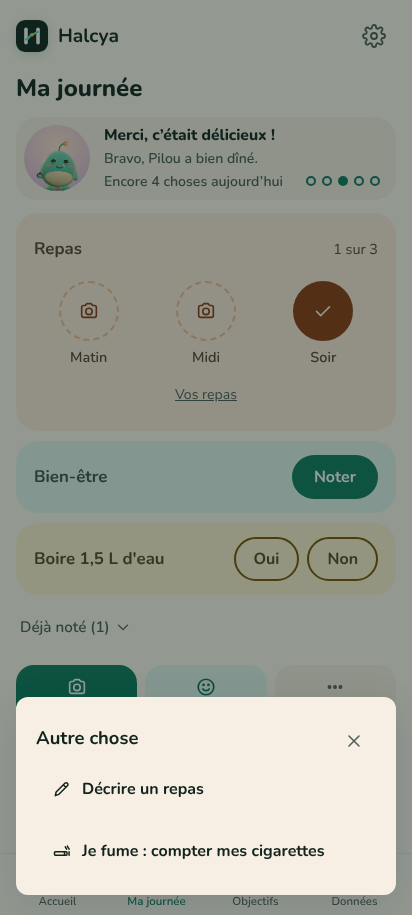 Halcya
Ma journée
Merci, c’était délicieux !
Bravo, Pilou a bien dîné.
Encore 4 choses aujourd’hui
Repas
1 sur 3
Matin
Midi
Soir
Vos repas
Bien-être
Noter
Boire 1,5 L d'eau
Oui
Non
Déjà noté (1)
Autre chose
Décrire un repas
Je fume : compter mes cigarettes
Accueil
Ma journée
Objectifs
Données